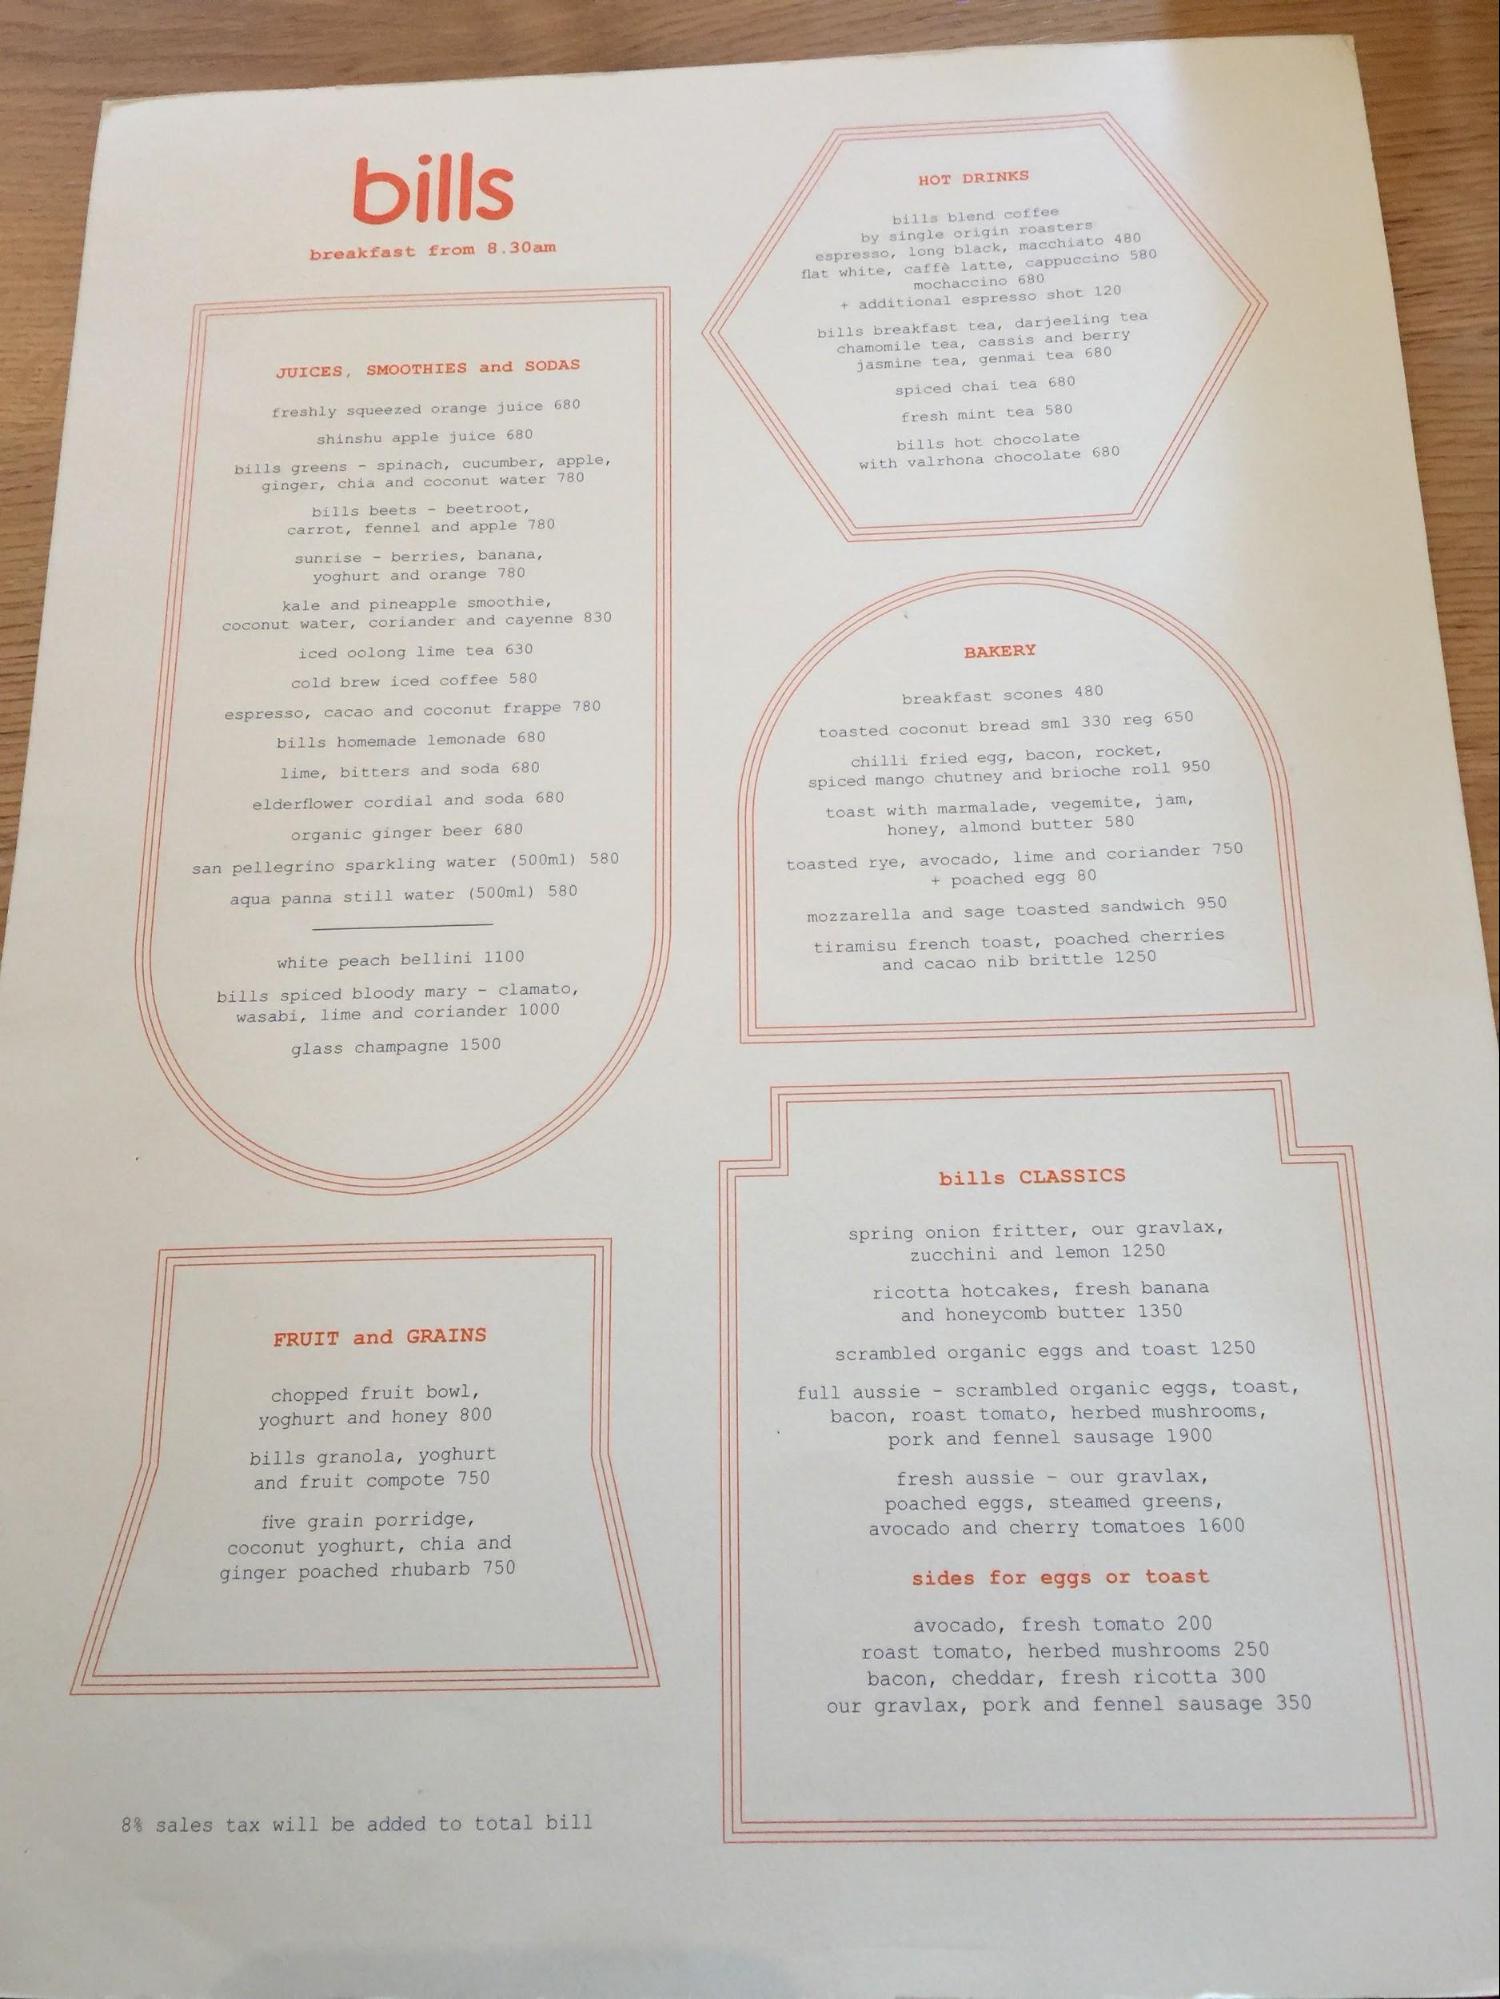 bills
breakfast from 8.30am
JUICES, SMOOTHIES and SODAS
freshly squeezed orange juice 680
shinshu apple juice 680
bills greens - spinach, cucumber, apple,
ginger, chia and coconut water 780
bills beets - beetroot,
carrot, fennel and apple 780
sunrise - berries, banana,
yoghurt and orange 780
kale and pineapple smoothie,
coconut water, coriander and cayenne 830
iced oolong lime tea 630
cold brew iced coffee 580
espresso, cacao and coconut frappe 780
bills homemade lemonade 680
lime, bitters and soda 680
elderflower cordial and soda 680
organic ginger beer 680
san pellegrino sparkling water (500ml) 580
aqua panna still water (500ml) 580
white peach bellini 1100
bills spiced bloody mary - clamato,
wasabi, lime and coriander 1000
glass champagne 1500
FRUIT and GRAINS
chopped fruit bowl,
yoghurt and honey 800
bills granola, yoghurt
and fruit compote 750
five grain porridge,
coconut yoghurt, chia and
ginger poached rhubarb 750
8% sales tax will be added to total bill
HOT DRINKS
bills blend coffee
by single origin roasters
espresso, long black, macchiato 480
flat white, caffè latte, cappuccino 580
mochaccino 680
+ additional espresso shot 120
bills breakfast tea, darjeeling tea
chamomile tea, cassis and berry
jasmine tea, genmai tea 680
spiced chai tea 680
fresh mint tea 580
bills hot chocolate
with valrhona chocolate 680
BAKERY
breakfast scones 480
toasted coconut bread sml 330 reg 650
chilli fried egg, bacon, rocket,
spiced mango chutney and brioche roll 950
toast with marmalade, vegemite, jam,
honey, almond butter 580
toasted rye, avocado, lime and coriander 750
+ poached egg 80
mozzarella and sage toasted sandwich 950
tiramisu french toast, poached cherries
and cacao nib brittle 1250
bills CLASSICS
spring onion fritter, our gravlax,
zucchini and lemon 1250
ricotta hotcakes, fresh banana
and honeycomb butter 1350
scrambled organic eggs and toast 1250
full aussie - scrambled organic eggs, toast,
bacon, roast tomato, herbed mushrooms,
pork and fennel sausage 1900
fresh aussie - our gravlax,
poached eggs, steamed greens,
avocado and cherry tomatoes 1600
sides for eggs or toast
avocado, fresh tomato 200
roast tomato, herbed mushrooms 250
bacon, cheddar, fresh ricotta 300
our gravlax, pork and fennel sausage 350